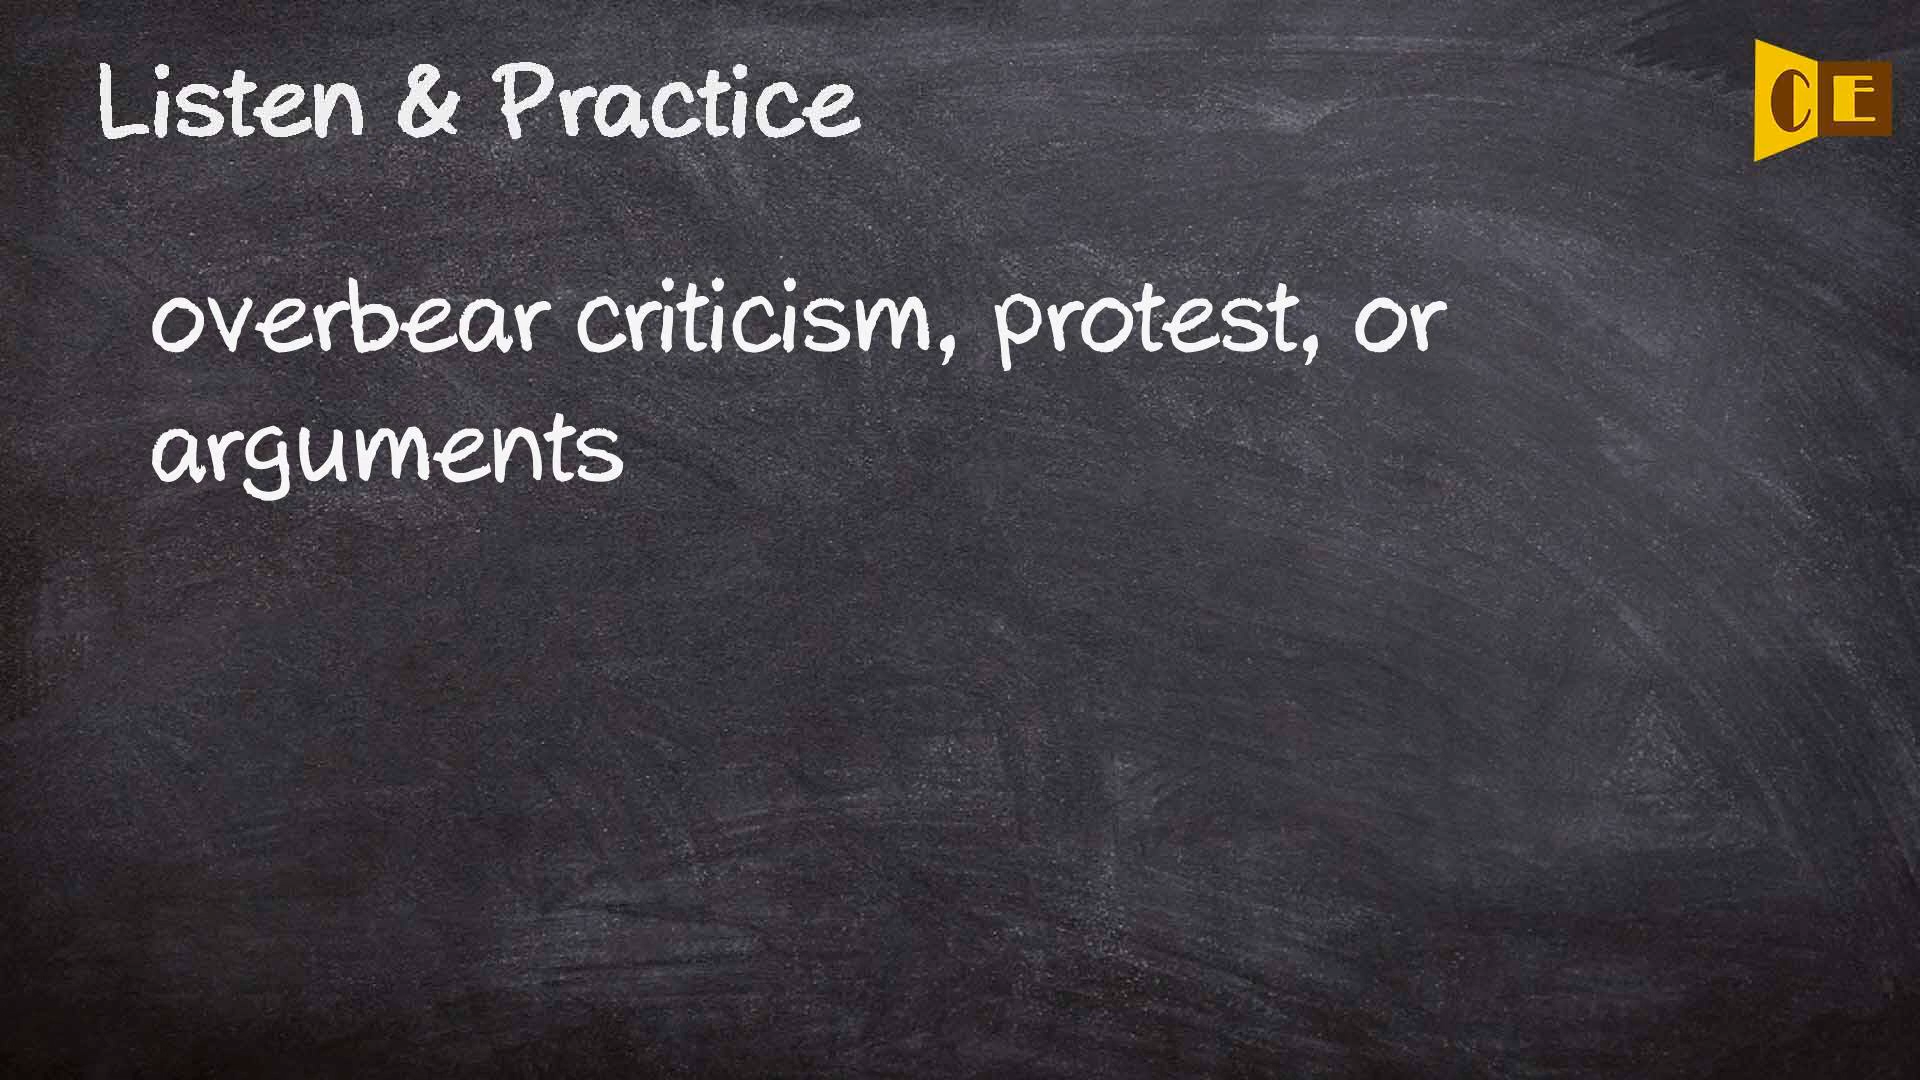 Listen & Practice
CE
overbear criticism, protest, or
arguments